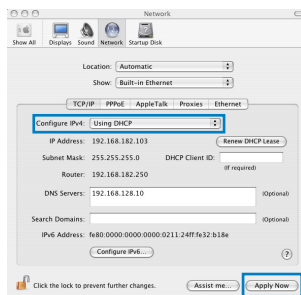 Network
Show All Displays Sound Network Startup Disk
Location: Automatic
Show: Built-in Ethernet
TCP/IP PPPoE AppleTalk Proxies Ethernet
Configure IPv4: Using DHCP
IP Address: 192.168.182.103 Renew DHCP Lease
Subnet Mask: 255.255.255.0 DHCP Client ID:
(If required)
Router: 192.168.182.250
DNS Servers: 192.168.128.10 (Optional)
Search Domains: (Optional)
IPv6 Address: fe80:0000:0000:0000:0211:24ff:fe32:b18e
Configure IPv6... ?
Click the lock to prevent further changes. Assist me... Apply Now